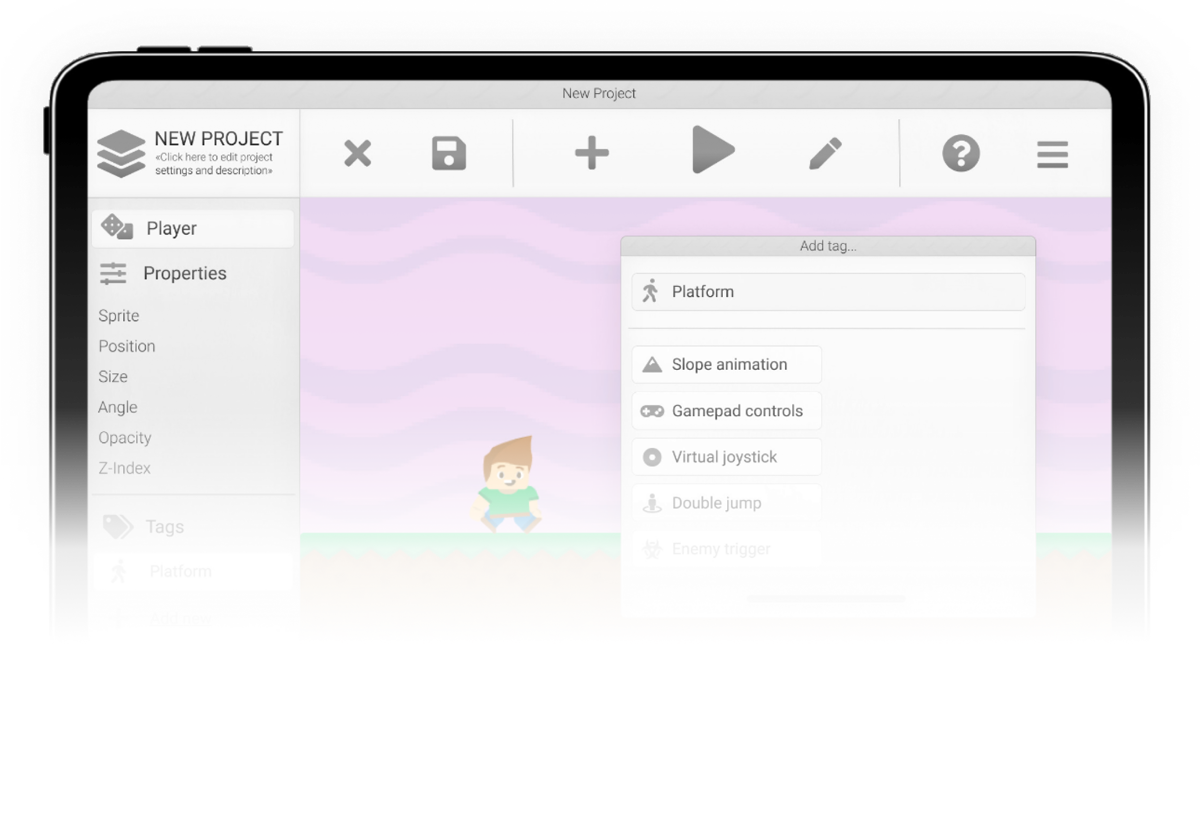 New Project
NEW PROJECT
«Click here to edit project
settings and description»
Player
Properties
Sprite
Position
Size
Angle
Opacity
Z-Index
Tags
Platform
Add tag...
Platform
Slope animation
Gamepad controls
Virtual joystick
Double jump
Enemy trigger